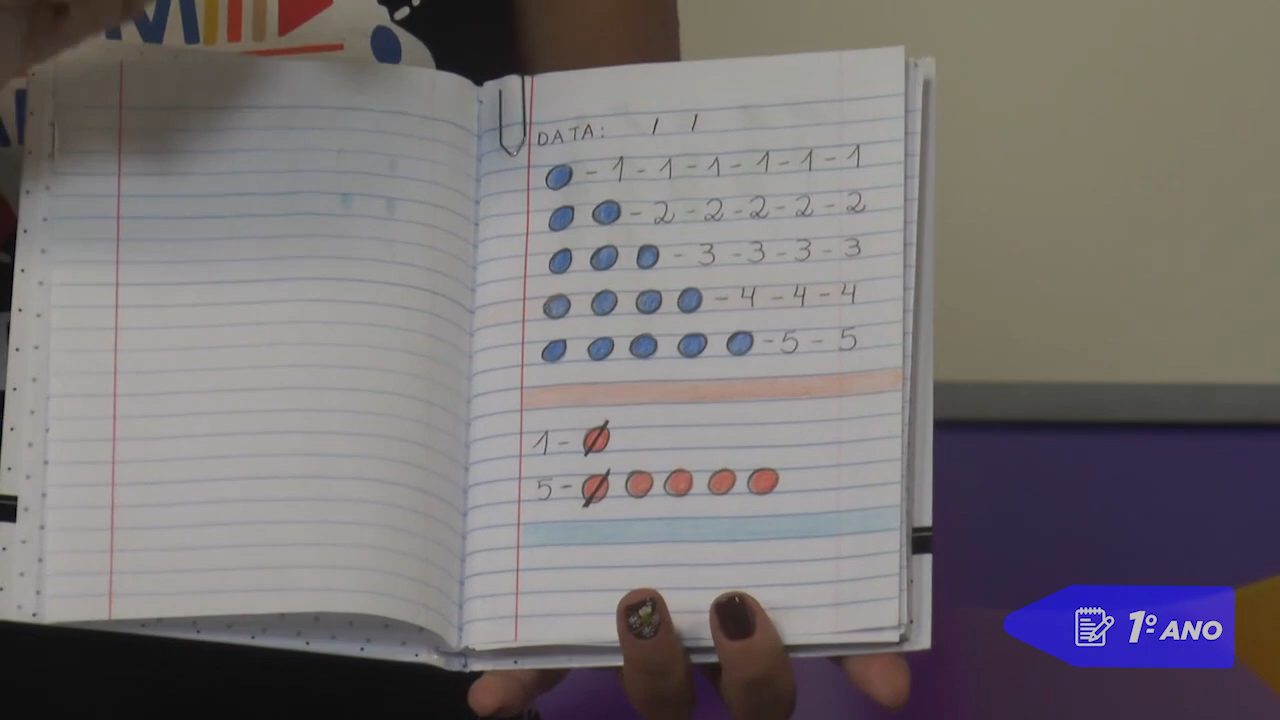 DATA: / /
- 1 - 1 - 1 - 1 - 1 - 1
- 2 - 2 - 2 - 2 - 2
- 3 - 3 - 3 - 3
- 4 - 4 - 4
- 5 - 5
1 -
5 -
1º ANO